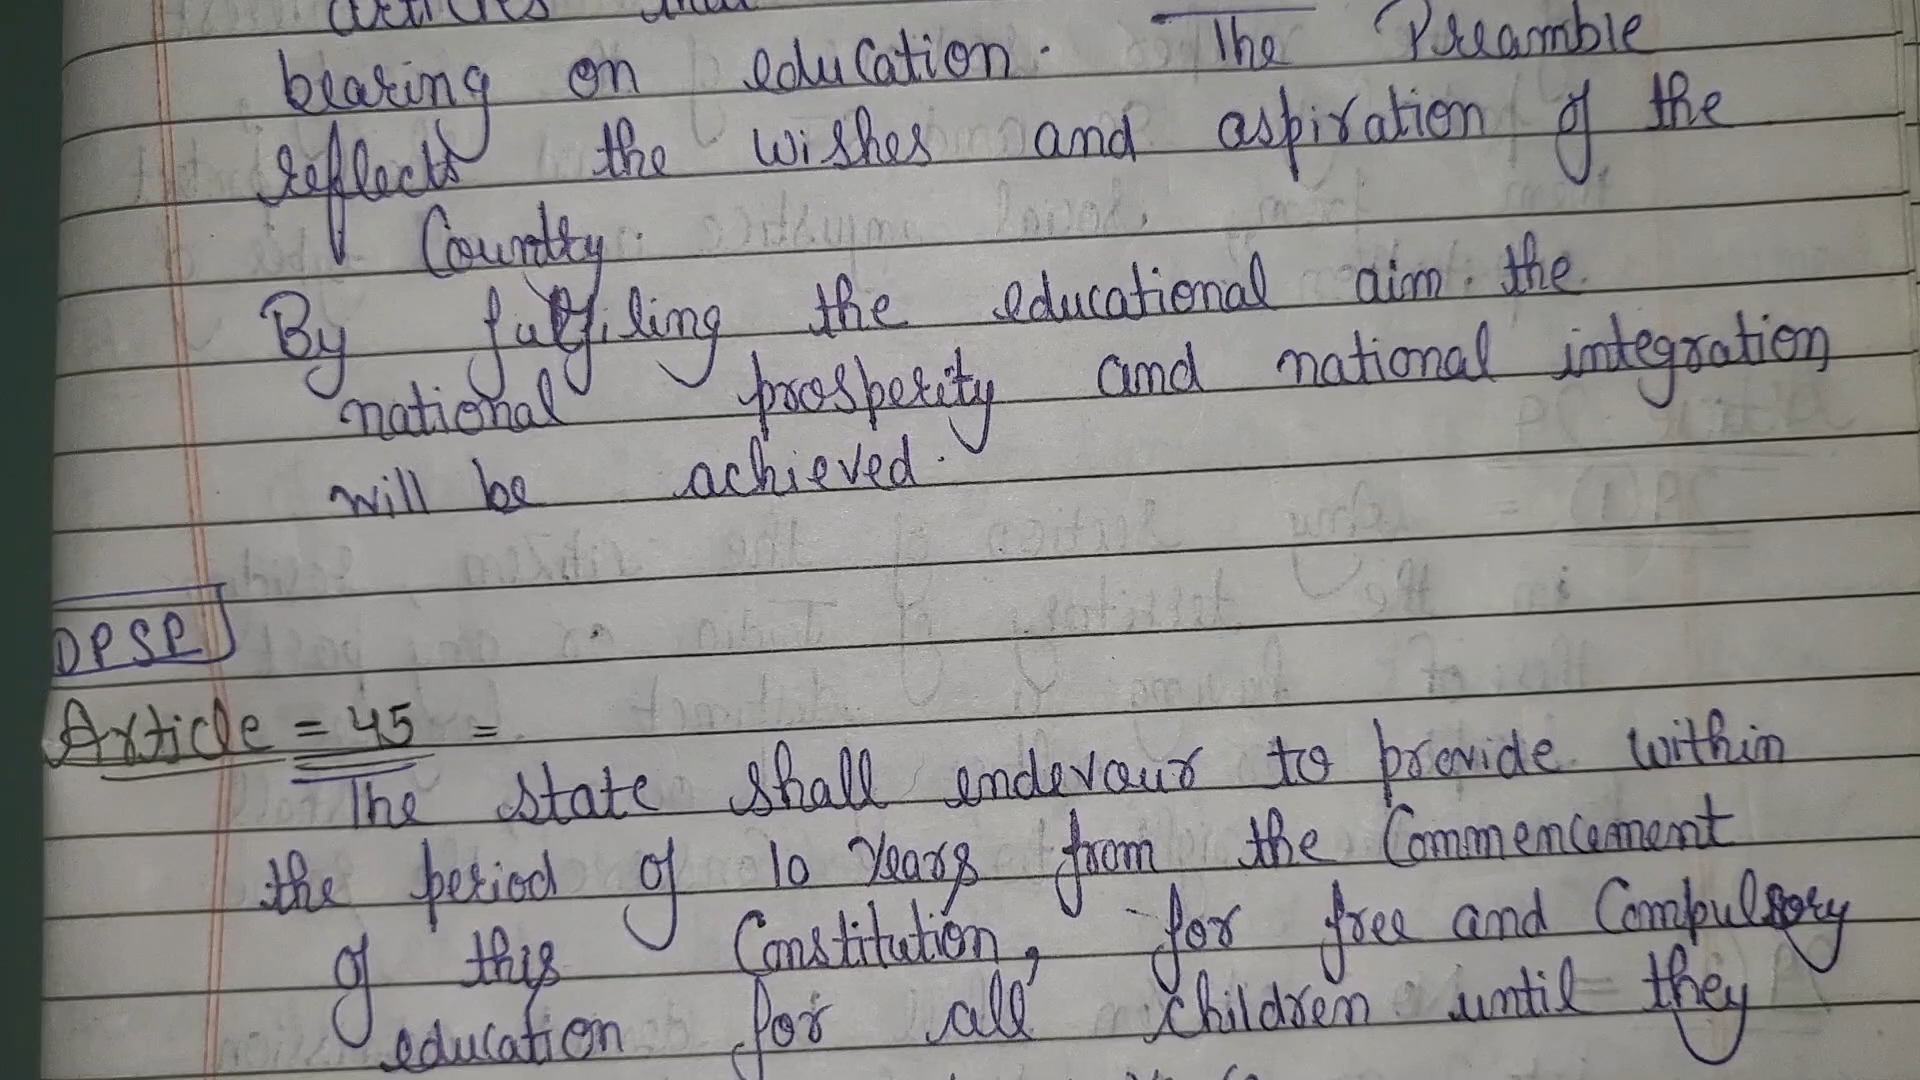 articles
bearing on education. The Preamble
reflects the wishes and aspiration of the
Country.
By fulfiling the educational aim. the
national prosperity and national integration
will be achieved.
DPSP
Article = 45 =
The state shall endevour to provide within
the period of 10 years from the Commencement
of this Constitution, for free and Compulsory
education for all children until they